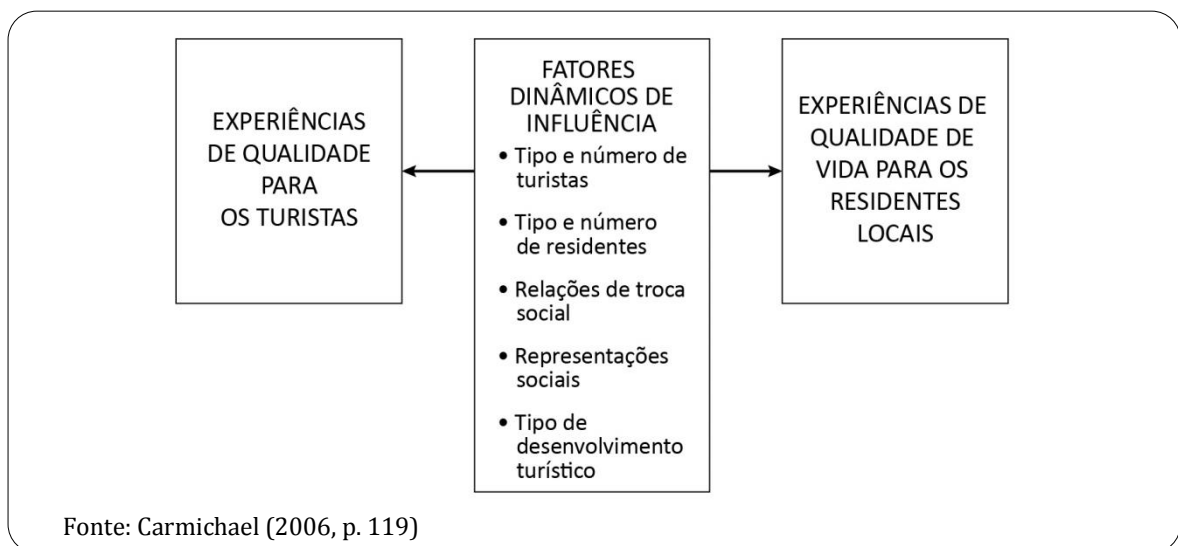 EXPERIÊNCIAS
DE QUALIDADE
PARA
OS TURISTAS
FATORES
DINÂMICOS DE
INFLUÊNCIA
• Tipo e número de
turistas
• Tipo e número
de residentes
• Relações de troca
social
• Representações
sociais
• Tipo de
desenvolvimento
turístico
EXPERIÊNCIAS DE
QUALIDADE DE
VIDA PARA OS
RESIDENTES
LOCAIS
Fonte: Carmichael (2006, p. 119)